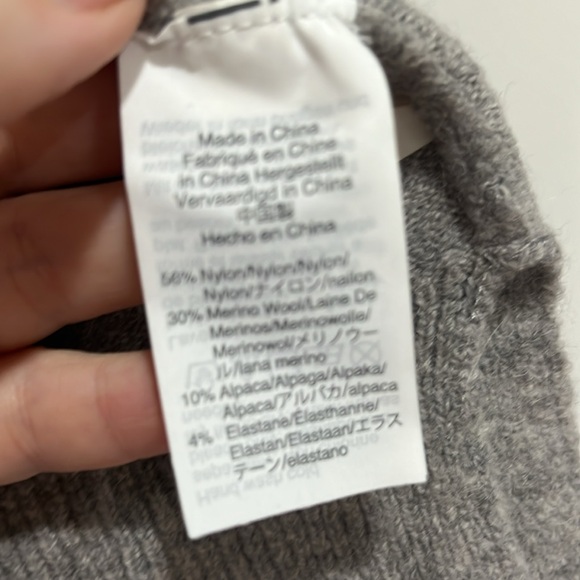 Made in China
Fabriqué en Chine
In China Hergestellt
Vervaardigd in China
中国製
Hecho en China
56% Nylon/Nylon/Nylon/
Nylon/ナイロン/nailon
30% Merino Wool/Laine De
Merinos/Merinowolle/
Merinowol/メリノウー
ル/lana merino
10% Alpaca/Alpaga/Alpaka/
Alpaca/アルパカ/alpaca
4% Elastane/Élasthanne/
Elastan/Elastaan/エラス
テーン/elastano